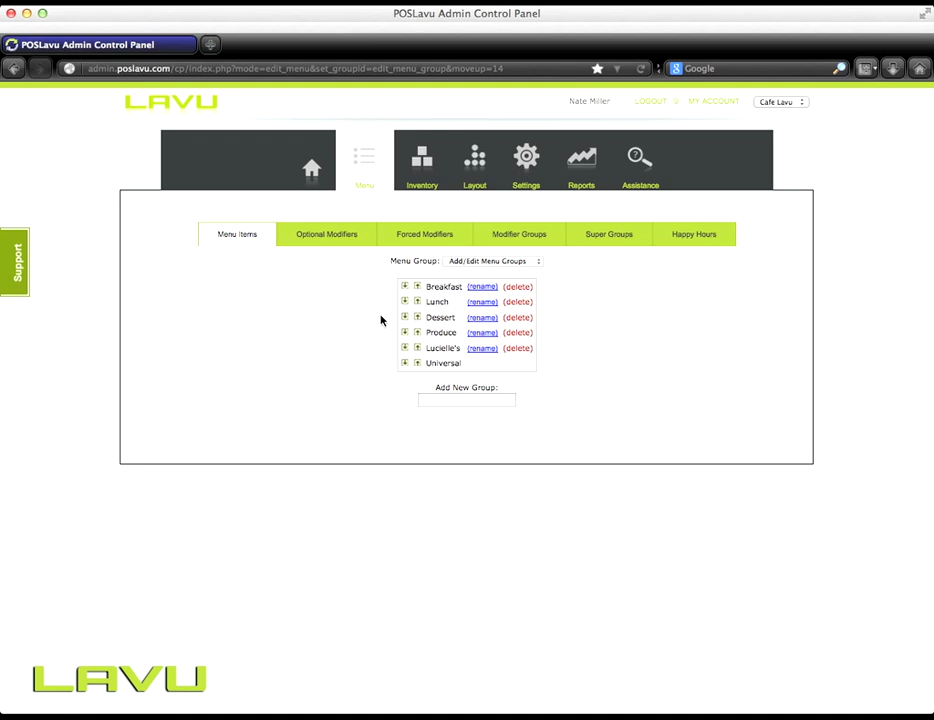 POSLavu Admin Control Panel
POSLavu Admin Control Panel
admin.poslavu.com/cp/index.php?mode=edit_menu&set_groupid=edit_menu_group&moveup=14
Google
LAVU
Nate Miller LOGOUT MY ACCOUNT Cafe Lavu
Menu Inventory Layout Settings Reports Assistance
Support
Menu Items Optional Modifiers Forced Modifiers Modifier Groups Super Groups Happy Hours
Menu Group: Add/Edit Menu Groups
Breakfast (rename) (delete)
Lunch (rename) (delete)
Dessert (rename) (delete)
Produce (rename) (delete)
Lucielle's (rename) (delete)
Universal
Add New Group:
LAVU